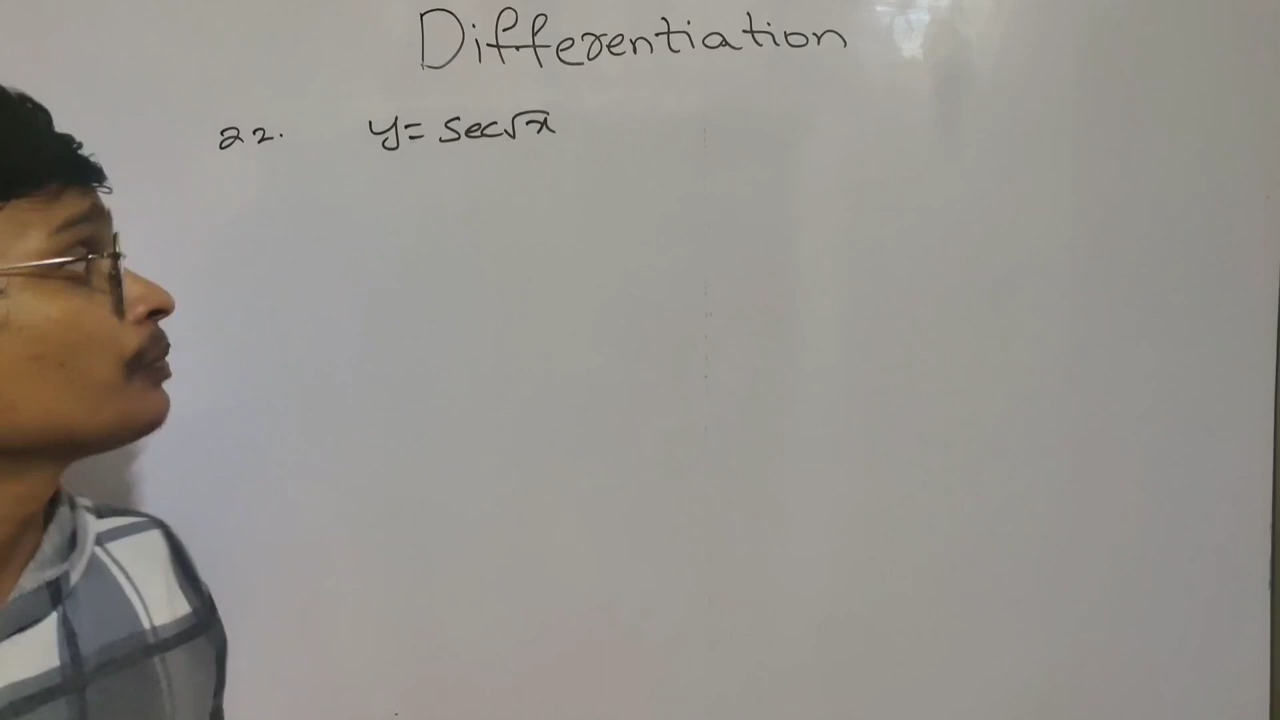 Differentiation
22. y= sec√x